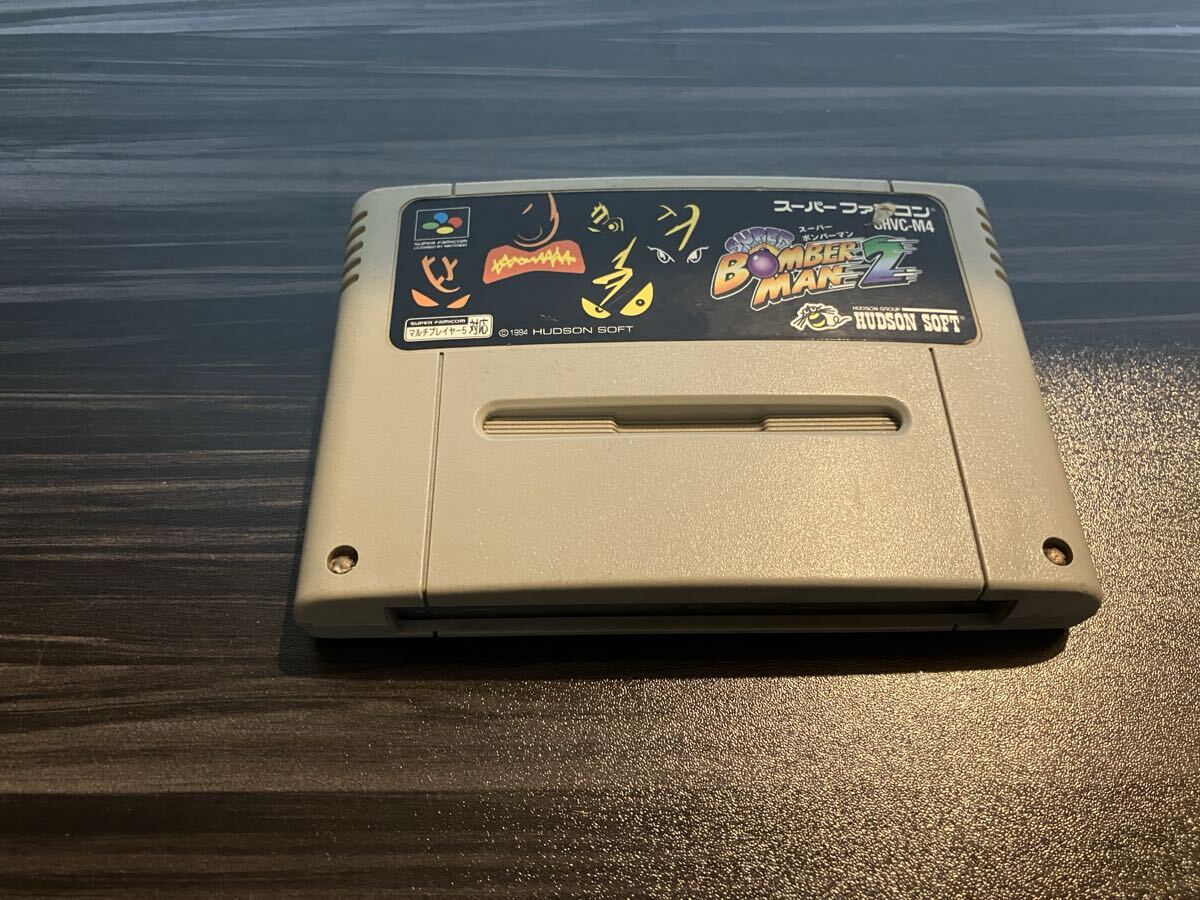 SUPER FAMICOM
LICENSED BY NINTENDO
スーパーファミコン
SHVC-M4
スーパー
ボンバーマン
SUPER
BOMBER
MAN 2
HUDSON GROUP
HUDSON SOFT
SUPER FAMICOM
マルチプレイヤー5 対応
© 1994 HUDSON SOFT